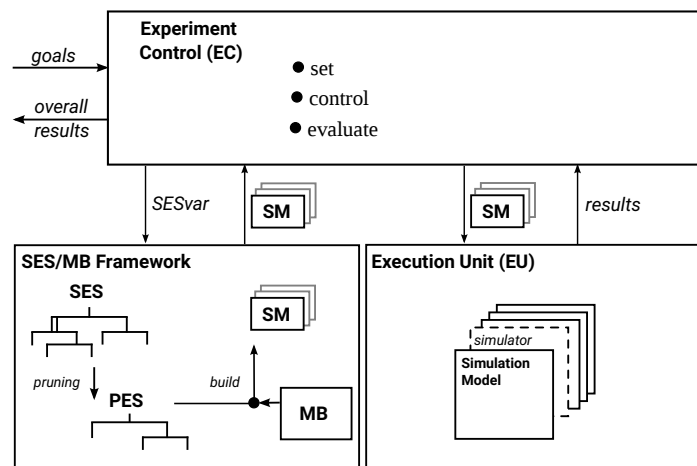 Experiment
Control (EC)
goals
overall
results
● set
● control
● evaluate
SESvar
SM
SM
results
SES/MB Framework
SES
pruning
PES
build
SM
MB
Execution Unit (EU)
simulator
Simulation
Model